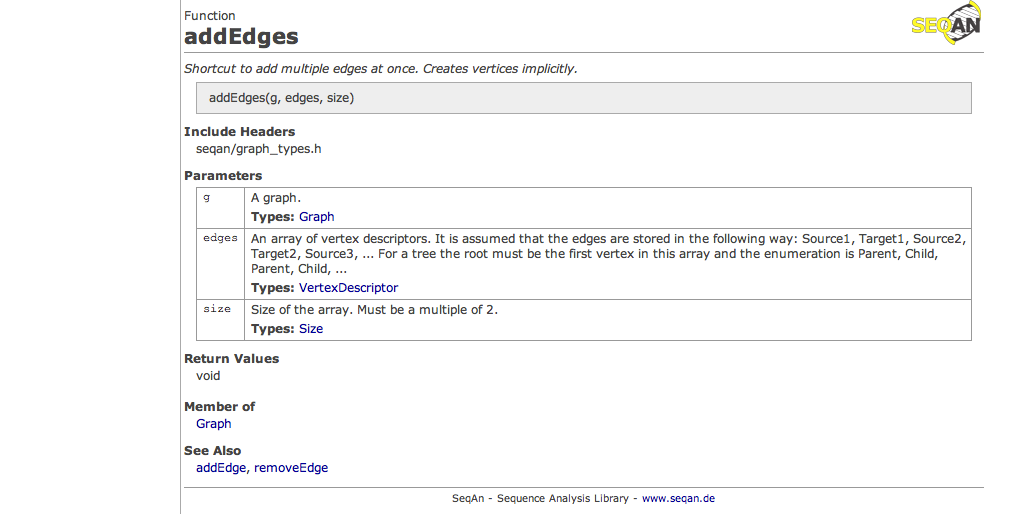 Function
SEQAN
addEdges
Shortcut to add multiple edges at once. Creates vertices implicitly.
addEdges(g, edges, size)
Include Headers
seqan/graph_types.h
Parameters
g
A graph.
Types: Graph
edges
An array of vertex descriptors. It is assumed that the edges are stored in the following way: Source1, Target1, Source2,
Target2, Source3, ... For a tree the root must be the first vertex in this array and the enumeration is Parent, Child,
Parent, Child, ...
Types: VertexDescriptor
size
Size of the array. Must be a multiple of 2.
Types: Size
Return Values
void
Member of
Graph
See Also
addEdge, removeEdge
SeqAn - Sequence Analysis Library - www.seqan.de